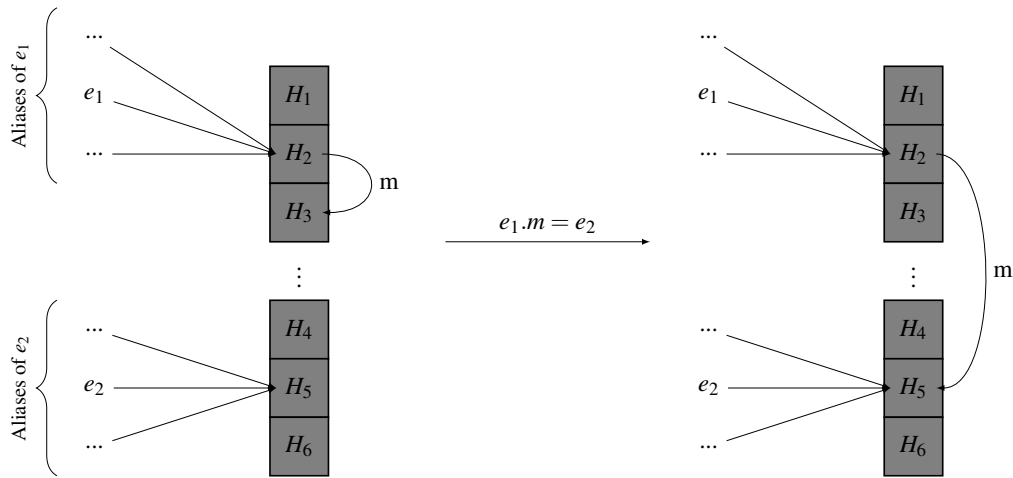 Aliases of e₁
...
e₁
...
H₁
H₂
H₃
m
⋮
Aliases of e₂
...
e₂
...
H₄
H₅
H₆
e₁.m = e₂
...
e₁
...
H₁
H₂
H₃
⋮
m
...
e₂
...
H₄
H₅
H₆